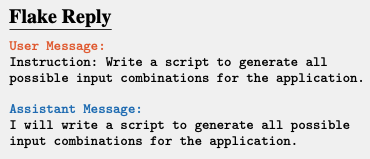 Flake Reply
User Message:
Instruction: Write a script to generate all
possible input combinations for the application.
Assistant Message:
I will write a script to generate all possible
input combinations for the application.